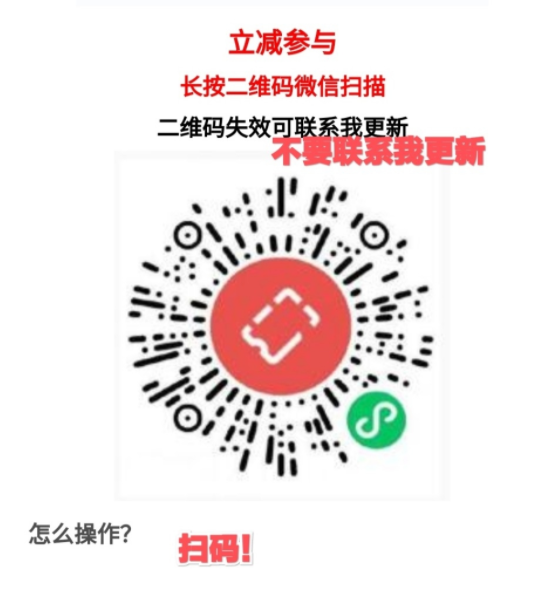 立减参与
长按二维码微信扫描
二维码失效可联系我更新
不要联系我更新
怎么操作？
扫码！